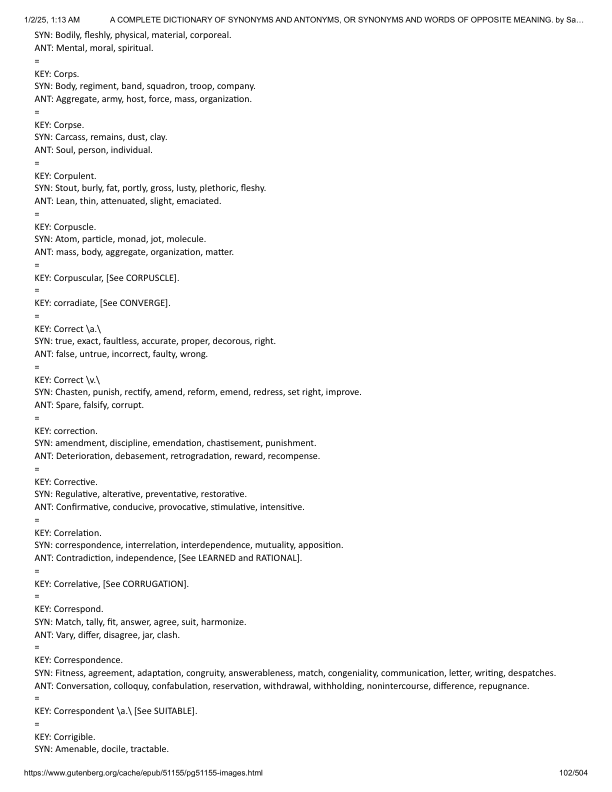 1/2/25, 1:13 AM A COMPLETE DICTIONARY OF SYNONYMS AND ANTONYMS, OR SYNONYMS AND WORDS OF OPPOSITE MEANING. by Sa…
SYN: Bodily, fleshly, physical, material, corporeal.
ANT: Mental, moral, spiritual.
=
KEY: Corps.
SYN: Body, regiment, band, squadron, troop, company.
ANT: Aggregate, army, host, force, mass, organization.
=
KEY: Corpse.
SYN: Carcass, remains, dust, clay.
ANT: Soul, person, individual.
=
KEY: Corpulent.
SYN: Stout, burly, fat, portly, gross, lusty, plethoric, fleshy.
ANT: Lean, thin, attenuated, slight, emaciated.
=
KEY: Corpuscle.
SYN: Atom, particle, monad, jot, molecule.
ANT: mass, body, aggregate, organization, matter.
=
KEY: Corpuscular, [See CORPUSCLE].
=
KEY: corradiate, [See CONVERGE].
=
KEY: Correct \a.\
SYN: true, exact, faultless, accurate, proper, decorous, right.
ANT: false, untrue, incorrect, faulty, wrong.
=
KEY: Correct \v.\
SYN: Chasten, punish, rectify, amend, reform, emend, redress, set right, improve.
ANT: Spare, falsify, corrupt.
=
KEY: correction.
SYN: amendment, discipline, emendation, chastisement, punishment.
ANT: Deterioration, debasement, retrogradation, reward, recompense.
=
KEY: Corrective.
SYN: Regulative, alterative, preventative, restorative.
ANT: Confirmative, conducive, provocative, stimulative, intensitive.
=
KEY: Correlation.
SYN: correspondence, interrelation, interdependence, mutuality, apposition.
ANT: Contradiction, independence, [See LEARNED and RATIONAL].
=
KEY: Correlative, [See CORRUGATION].
=
KEY: Correspond.
SYN: Match, tally, fit, answer, agree, suit, harmonize.
ANT: Vary, differ, disagree, jar, clash.
=
KEY: Correspondence.
SYN: Fitness, agreement, adaptation, congruity, answerableness, match, congeniality, communication, letter, writing, despatches.
ANT: Conversation, colloquy, confabulation, reservation, withdrawal, withholding, nonintercourse, difference, repugnance.
=
KEY: Correspondent \a.\ [See SUITABLE].
=
KEY: Corrigible.
SYN: Amenable, docile, tractable.
https://www.gutenberg.org/cache/epub/51155/pg51155-images.html 102/504